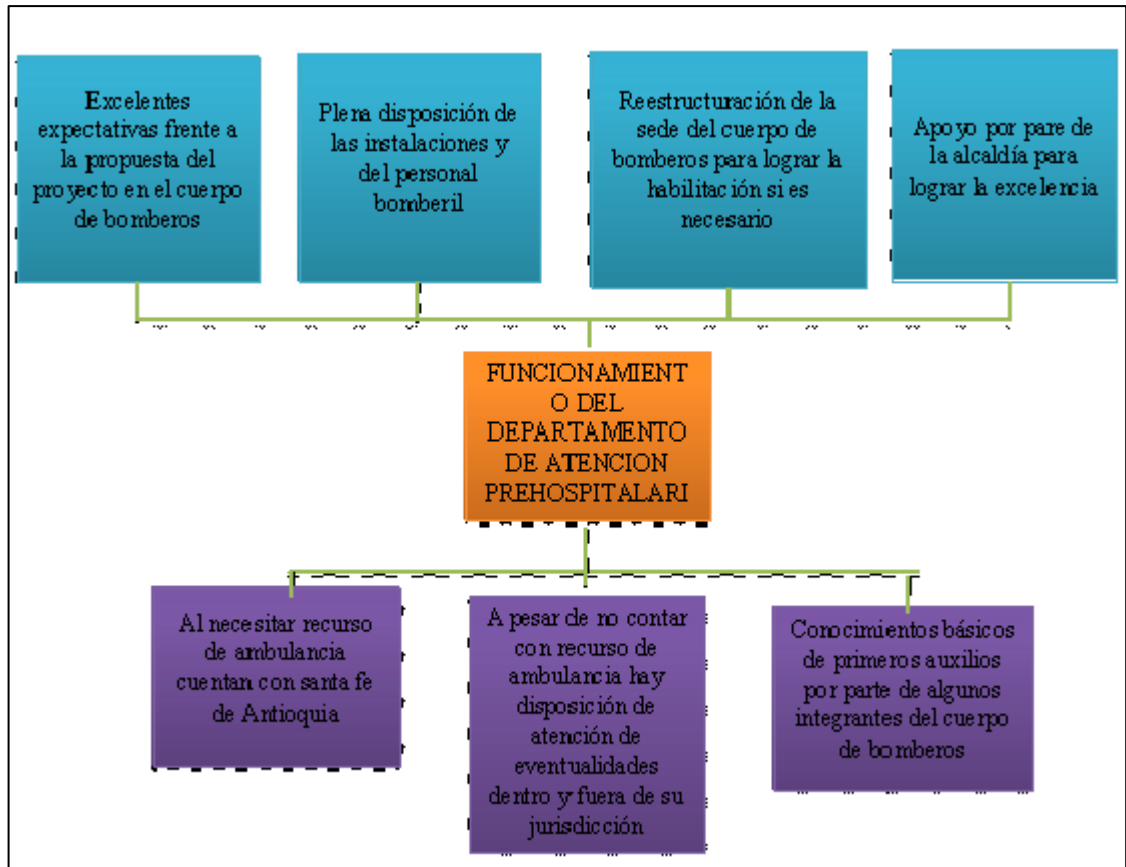 Excelentes
expectativas frente a
la propuesta del
proyecto en el cuerpo
de bomberos
Plena disposición de
las instalaciones y
del personal
bomberil
Reestructuración de la
sede del cuerpo de
bomberos para lograr la
habilitación si es
necesario
Apoyo por pare de
la alcaldía para
lograr la excelencia
FUNCIONAMIENT
O DEL
DEPARTAMENTO
DE ATENCION
PREHOSPITALARI
Al necesitar recurso
de ambulancia
cuentan con santa fe
de Antioquia
A pesar de no contar
con recurso de
ambulancia hay
disposición de
atención de
eventualidades
dentro y fuera de su
jurisdicción
Conocimientos básicos
de primeros auxilios
por parte de algunos
integrantes del cuerpo
de bomberos